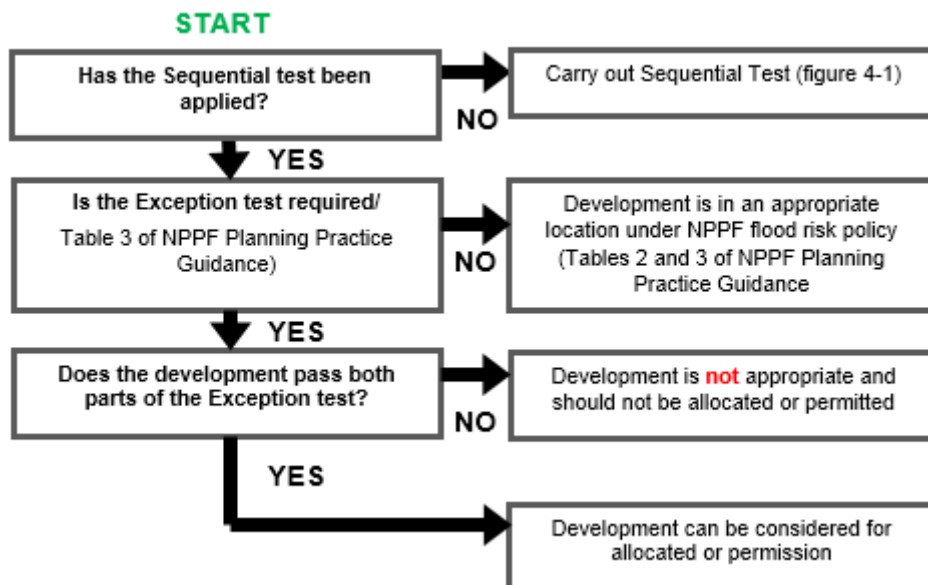 START
Has the Sequential test been
applied?
NO
Carry out Sequential Test (figure 4-1)
YES
Is the Exception test required/
Table 3 of NPPF Planning Practice
Guidance)
NO
Development is in an appropriate
location under NPPF flood risk policy
(Tables 2 and 3 of NPPF Planning
Practice Guidance
YES
Does the development pass both
parts of the Exception test?
NO
Development is not appropriate and
should not be allocated or permitted
YES
Development can be considered for
allocated or permission